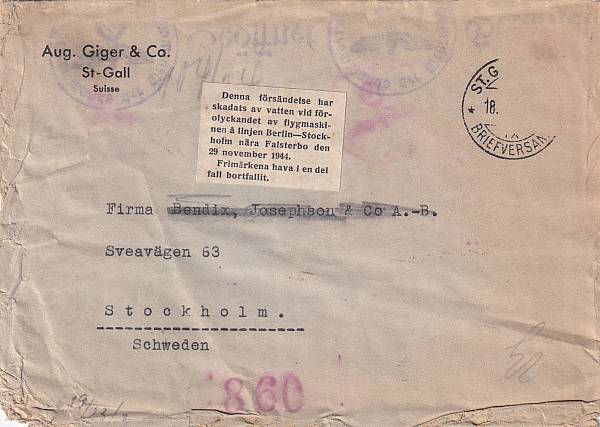 Aug. Giger & Co.
St-Gall
Suisse
Denna försändelse har
skadats av vatten vid för-
olyckandet av flygmaski-
nen å linjen Berlin—Stock-
holm nära Falsterbo den
29 november 1944.
Frimärkena hava i en del
fall bortfallit.
ST.G
18.
BRIEFVERSAN
Firma Bendix, Josephson & Co A.-B.
Sveavägen 63
Stockholm.
Schweden
860